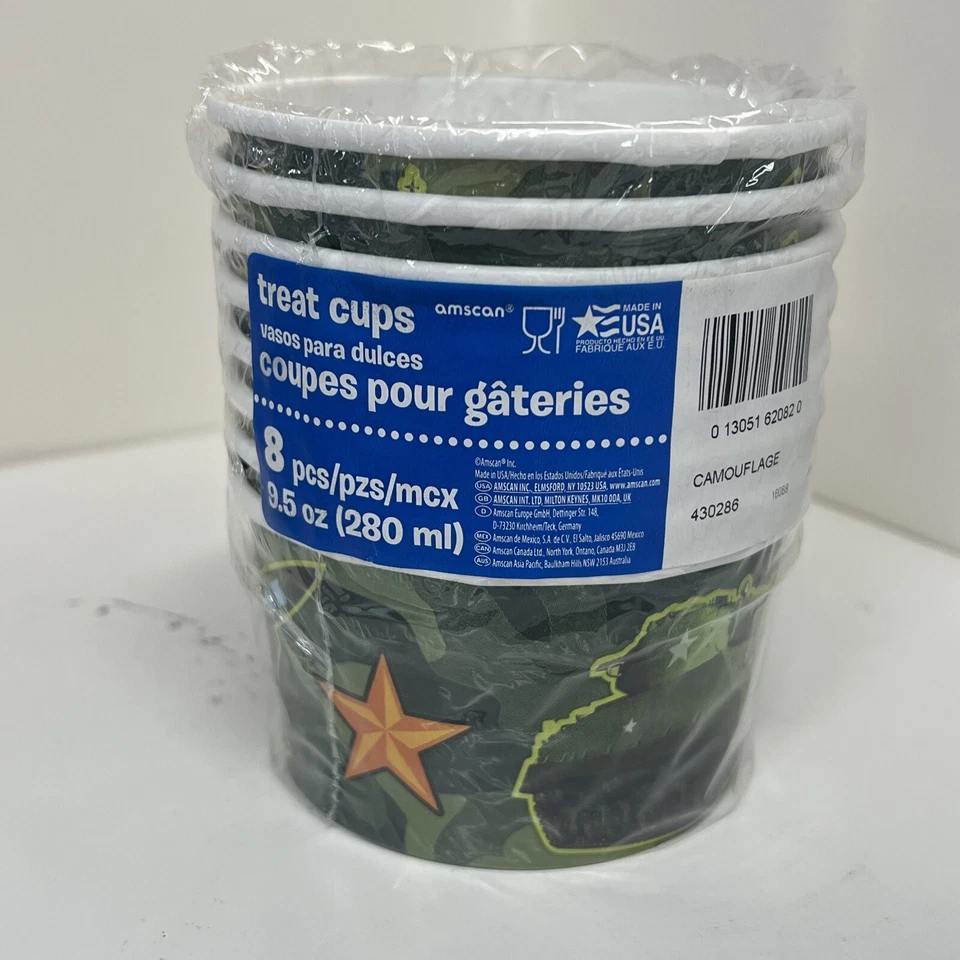 treat cups
amscan®
MADE IN
USA
PRODUCTO HECHO EN EE.UU.
FABRIQUE AUX E.U.
vasos para dulces
coupes pour gâteries
8 pcs/pzs/mcx
9.5 oz (280 ml)
©Amscan® Inc.
Made in USA/Hecho en los Estados Unidos/Fabriqué aux États-Unis
USA AMSCAN INC., ELMSFORD, NY 10523 USA, www.amscan.com
GB AMSCAN INT. LTD, MILTON KEYNES, MK10 0DA, UK
D Amscan Europe GmbH, Dettinger Str. 148,
D-73230 Kirchheim/Teck, Germany
MEX Amscan de Mexico, S.A. de C.V., El Salto, Jalisco 45690 Mexico
CAN Amscan Canada Ltd., North York, Ontario, Canada M3J 2E8
AUS Amscan Asia Pacific, Baulkham Hills NSW 2153 Australia
0 13051 62082 0
CAMOUFLAGE
430286